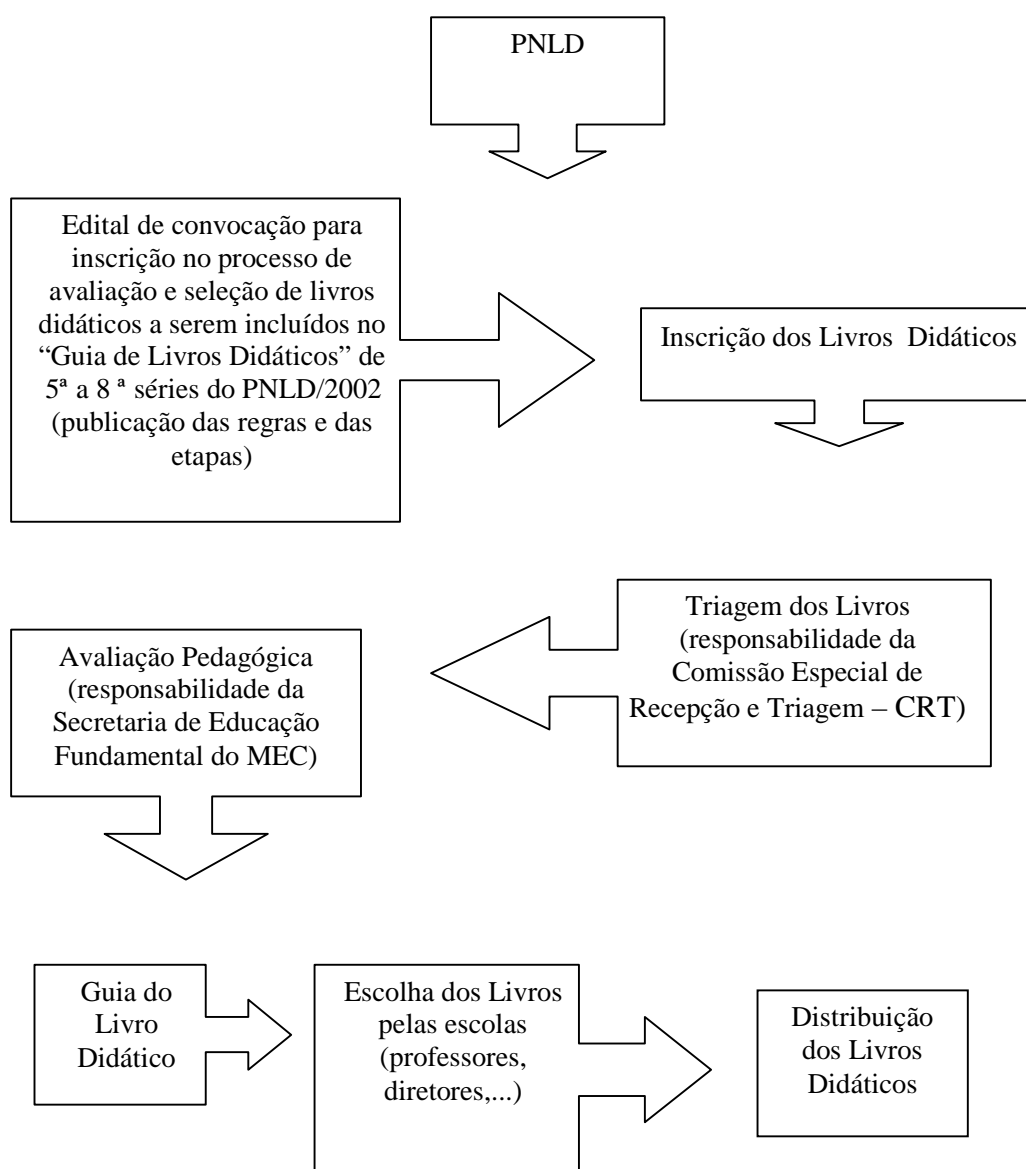 PNLD
Edital de convocação para
inscrição no processo de
avaliação e seleção de livros
didáticos a serem incluídos no
“Guia de Livros Didáticos” de
5ª a 8 ª séries do PNLD/2002
(publicação das regras e das
etapas)
Inscrição dos Livros  Didáticos
Triagem dos Livros
(responsabilidade da
Comissão Especial de
Recepção e Triagem – CRT)
Avaliação Pedagógica
(responsabilidade da
Secretaria de Educação
Fundamental do MEC)
Guia do
Livro
Didático
Escolha dos Livros
pelas escolas
(professores,
diretores,...)
Distribuição
dos Livros
Didáticos